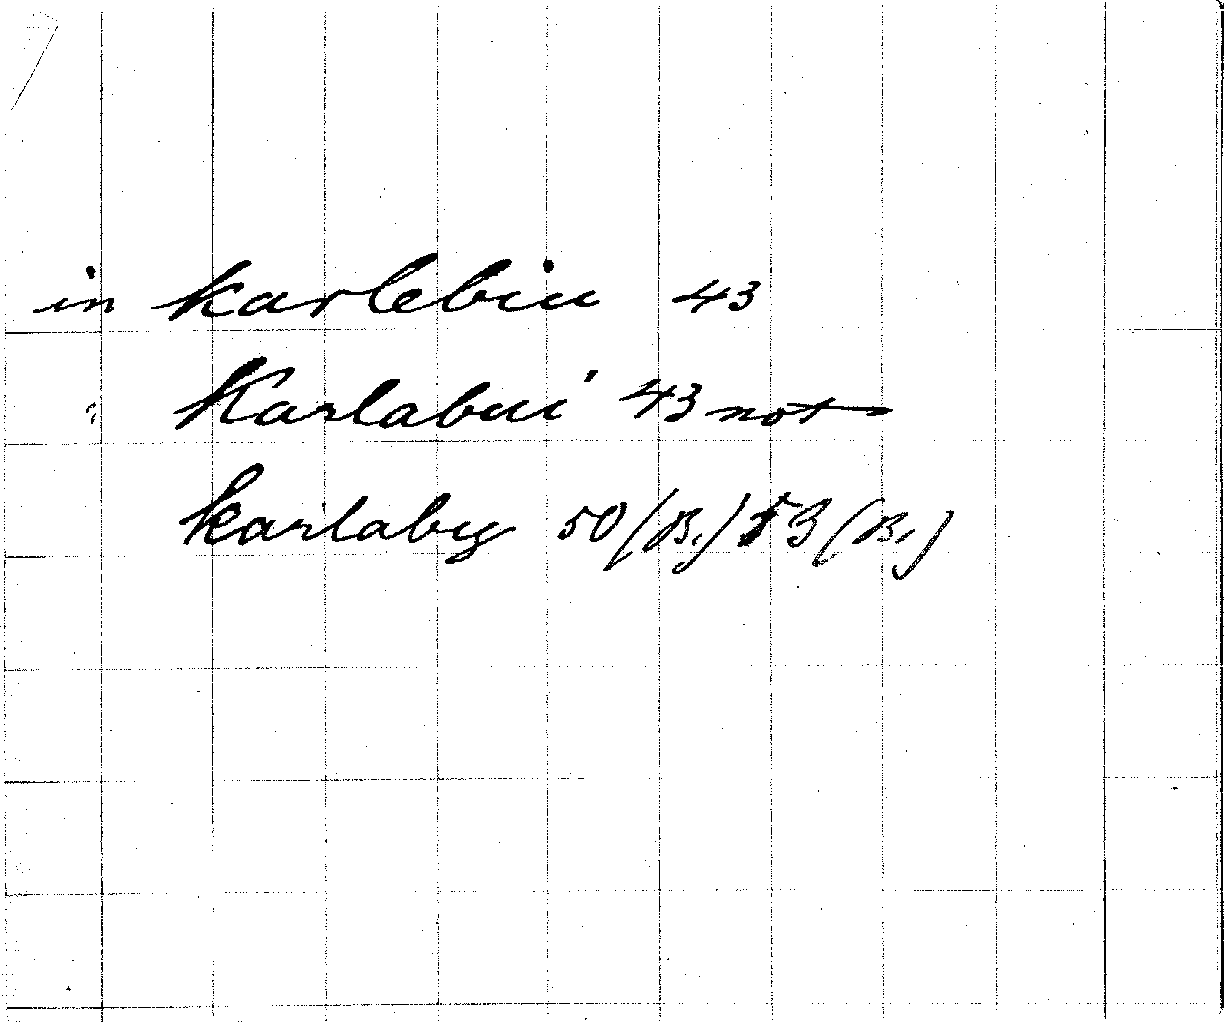 in karlebiu 43
Karlabui 43 not
karlaby 50 (B.) 53 (B.)